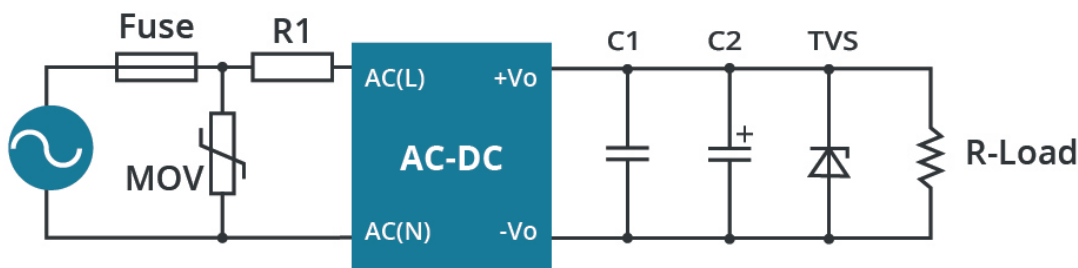 Fuse
R1
C1
C2
TVS
AC(L)
+Vo
+
MOV
AC-DC
R-Load
AC(N)
-Vo